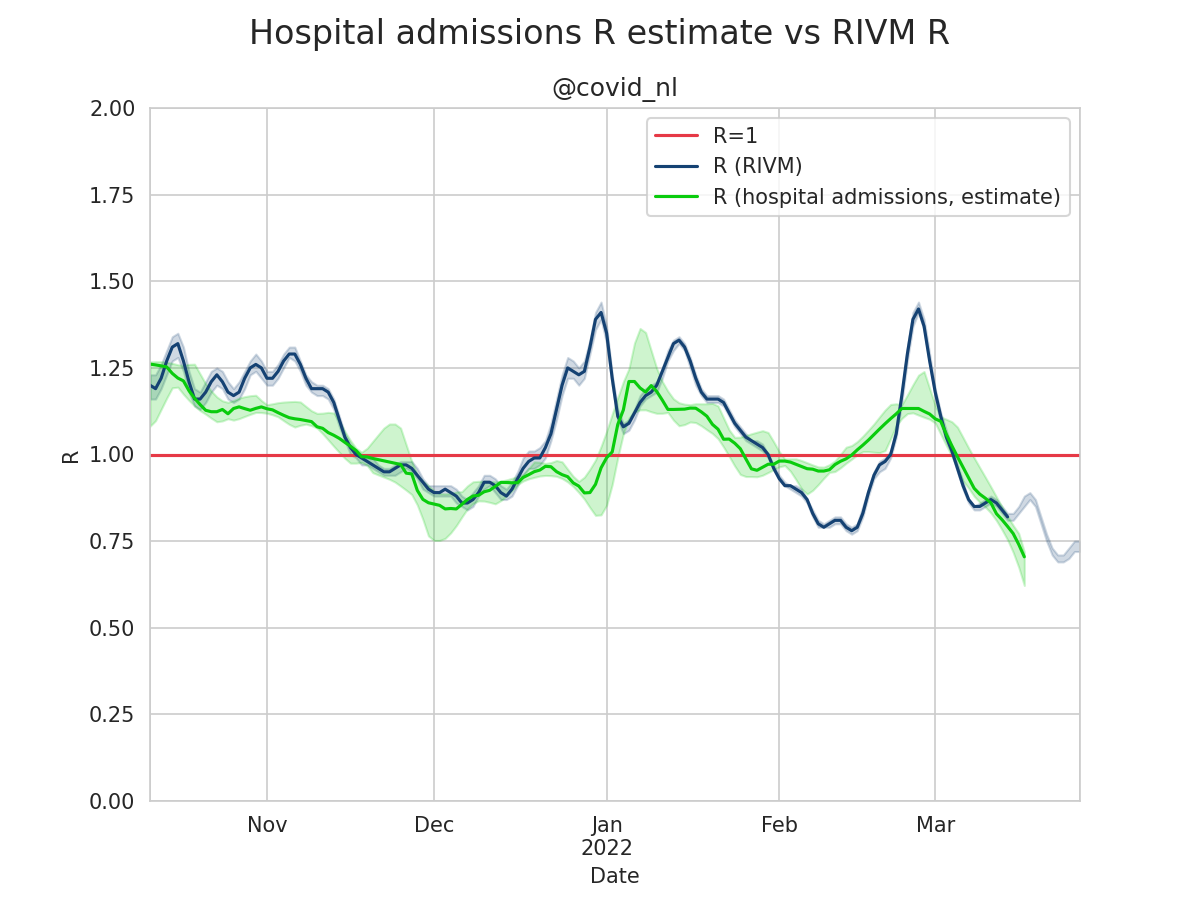 Hospital admissions R estimate vs RIVM R
@covid_nl
R=1
R (RIVM)
R (hospital admissions, estimate)
2.00
1.75
1.50
1.25
1.00
0.75
0.50
0.25
0.00
R
Nov
Dec
Jan
2022
Feb
Mar
Date